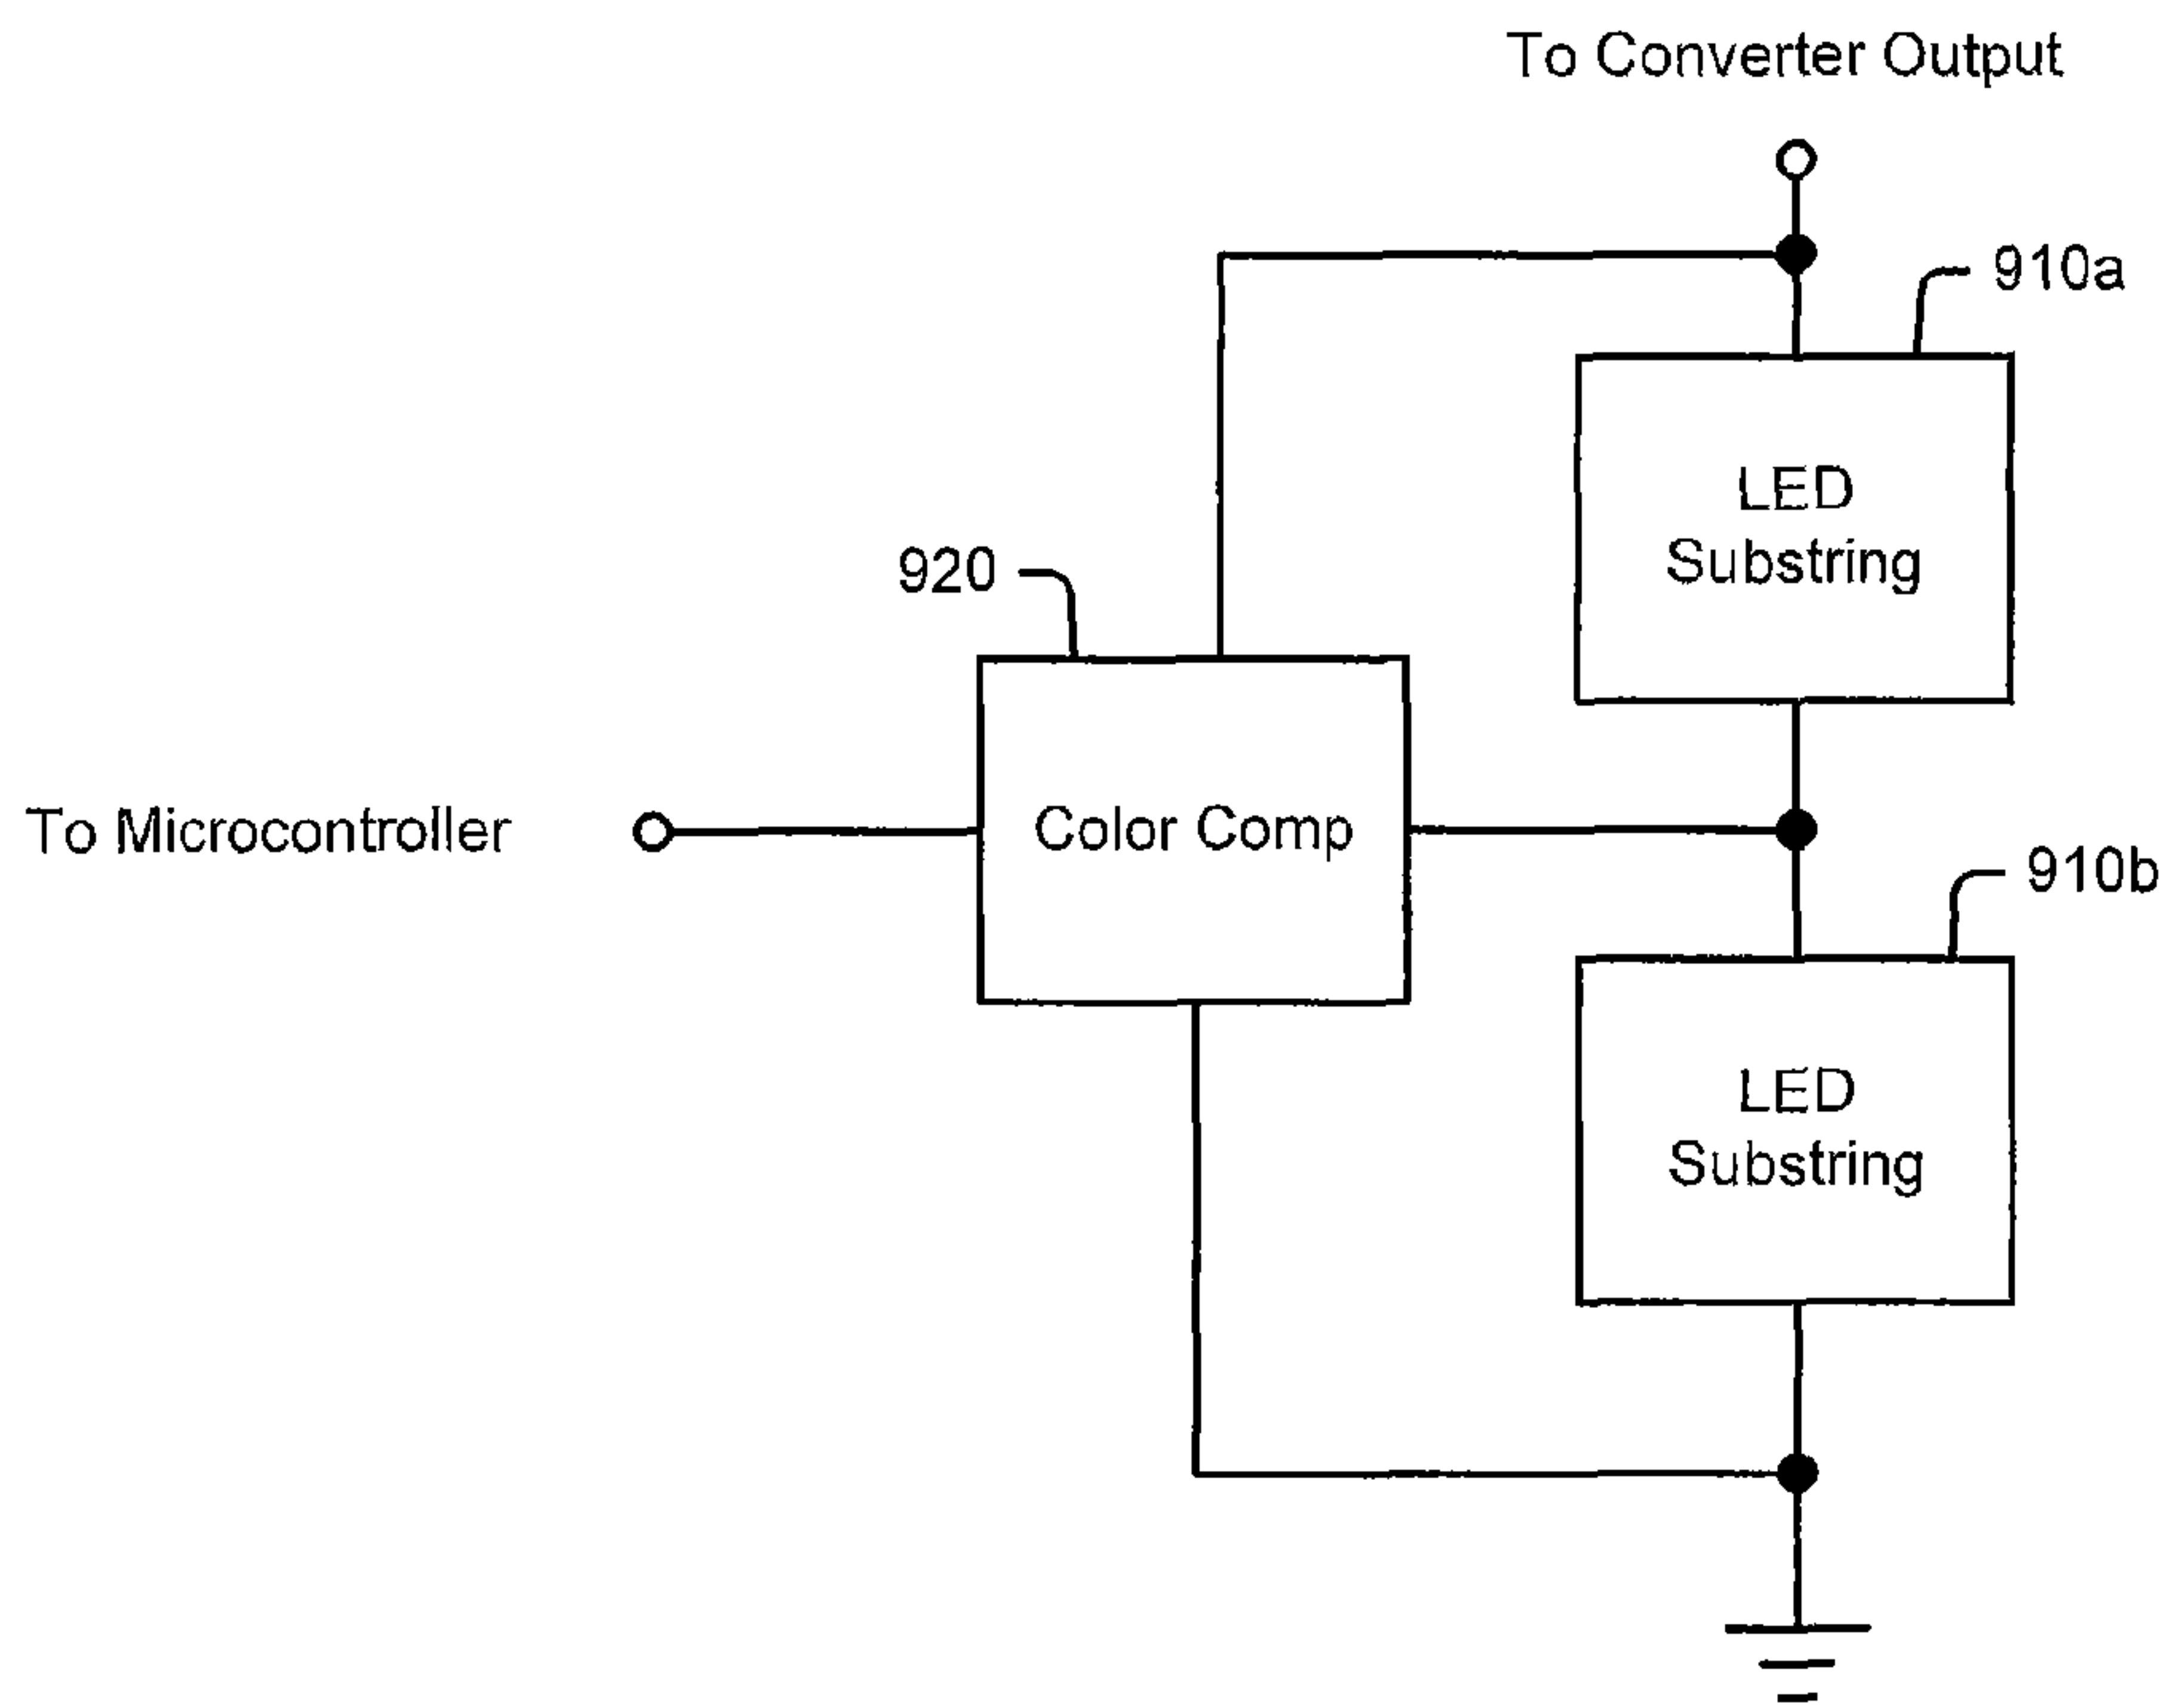 To Converter Output
910a
LED
Substring
920
Color Comp
To Microcontroller
910b
LED
Substring